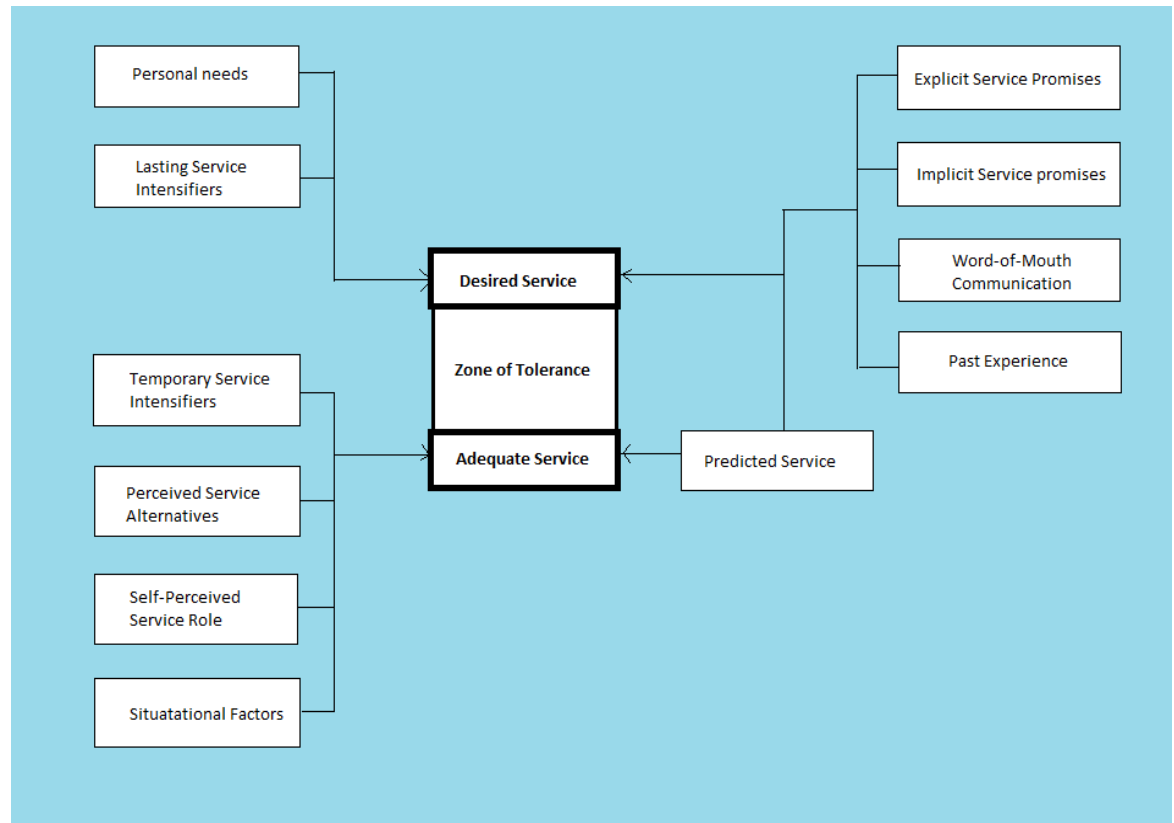 Personal needs
Lasting Service
Intensifiers
Temporary Service
Intensifiers
Perceived Service
Alternatives
Self-Perceived
Service Role
Situatational Factors
Desired Service
Zone of Tolerance
Adequate Service
Explicit Service Promises
Implicit Service promises
Word-of-Mouth
Communication
Past Experience
Predicted Service